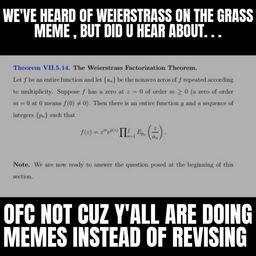 WE'VE HEARD OF WEIERSTRASS ON THE GRASS
MEME , BUT DID U HEAR ABOUT. . .
Theorem VII.5.14. The Weierstrass Factorization Theorem.
Let f be an entire function and let {aₙ} be the nonzero zeros of f repeated according
to multiplicity. Suppose f has a zero at z = 0 of order m ≥ 0 (a zero of order
m = 0 at 0 means f(0) ≠ 0). Then there is an entire function g and a sequence of
integers {pₙ} such that
f(z) = zᵐe^{g(z)} ∏
Note. We are now ready to answer the question posed at the beginning of this
section.
OFC NOT CUZ Y'ALL ARE DOING
MEMES INSTEAD OF REVISING